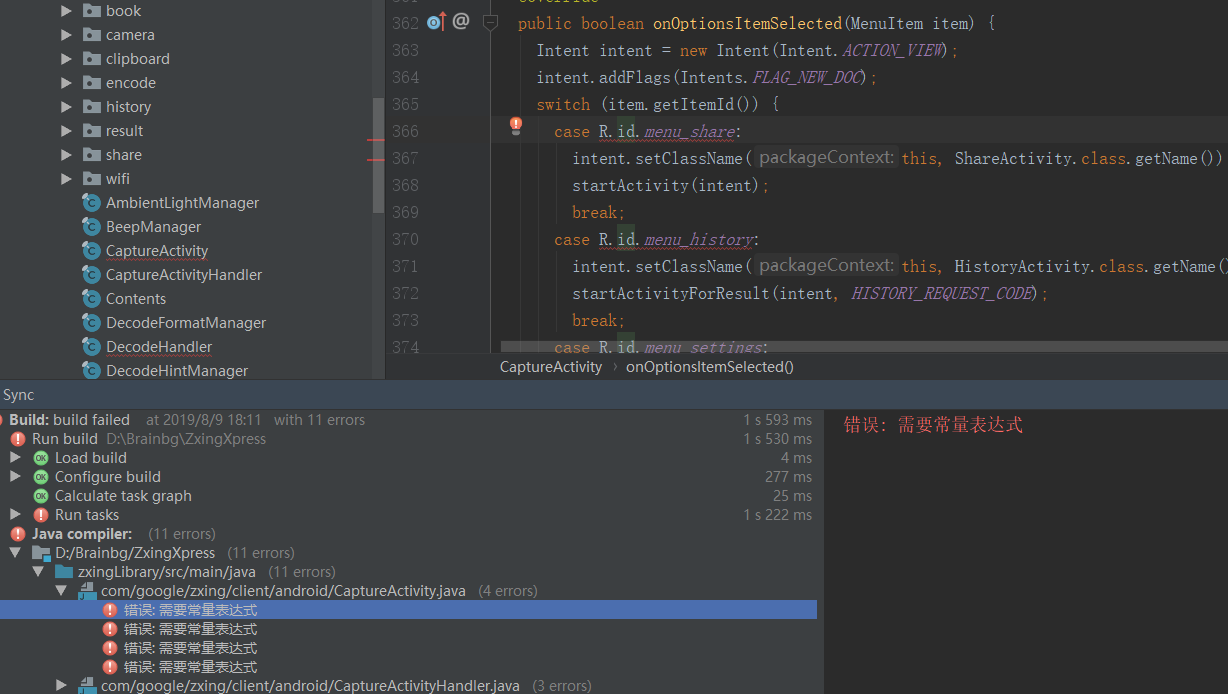 book
camera
clipboard
encode
history
result
share
wifi
AmbientLightManager
BeepManager
CaptureActivity
CaptureActivityHandler
Contents
DecodeFormatManager
DecodeHandler
DecodeHintManager
362 @ public boolean onOptionsItemSelected(MenuItem item) {
363 Intent intent = new Intent(Intent.ACTION_VIEW);
364 intent.addFlags(Intents.FLAG_NEW_DOC);
365 switch (item.getItemId()) {
366 case R.id.menu_share:
367 intent.setClassName( packageContext: this, ShareActivity.class.getName())
368 startActivity(intent);
369 break;
370 case R.id.menu_history:
371 intent.setClassName( packageContext: this, HistoryActivity.class.getName()
372 startActivityForResult(intent, HISTORY_REQUEST_CODE);
373 break;
374 case R.id.menu_settings:
CaptureActivity › onOptionsItemSelected()
Sync
Build: build failed at 2019/8/9 18:11 with 11 errors 1 s 593 ms
Run build D:\Brainbg\ZxingXpress 1 s 530 ms
Load build 4 ms
Configure build 277 ms
Calculate task graph 25 ms
Run tasks 1 s 222 ms
Java compiler: (11 errors)
D:/Brainbg/ZxingXpress (11 errors)
zxingLibrary/src/main/java (11 errors)
com/google/zxing/client/android/CaptureActivity.java (4 errors)
错误: 需要常量表达式
错误: 需要常量表达式
错误: 需要常量表达式
错误: 需要常量表达式
com/google/zxing/client/android/CaptureActivityHandler.java (3 errors)
错误: 需要常量表达式